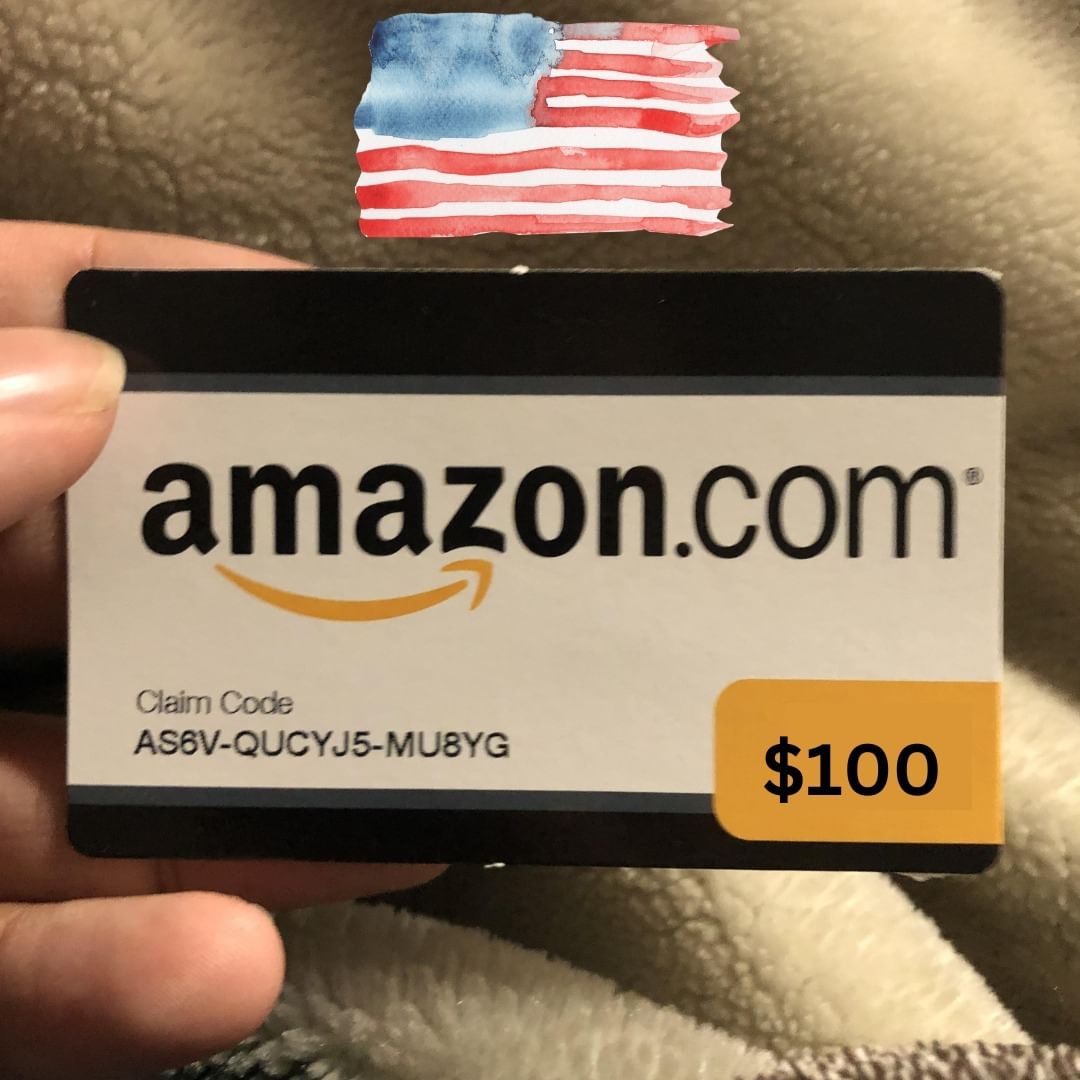 amazon.com®
Claim Code
AS6V-QUCYJ5-MU8YG
$100